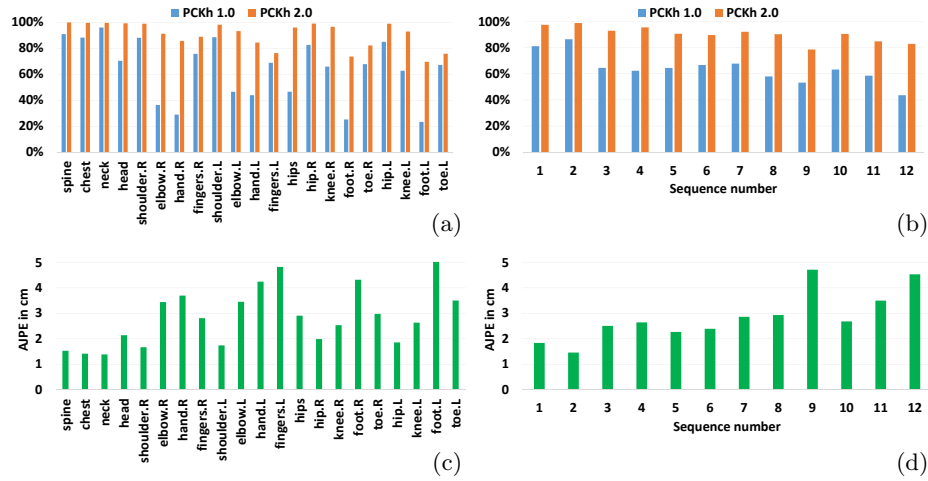 PCKh 1.0 PCKh 2.0
100%
80%
60%
40%
20%
0%
spine chest neck head shoulder.R elbow.R hand.R fingers.R shoulder.L elbow.L hand.L fingers.L hips hip.R knee.R foot.R toe.R hip.L knee.L foot.L toe.L
(a)
PCKh 1.0 PCKh 2.0
100%
80%
60%
40%
20%
0%
1 2 3 4 5 6 7 8 9 10 11 12
Sequence number
(b)
AJPE in cm
5
4
3
2
1
0
spine chest neck head shoulder.R elbow.R hand.R fingers.R shoulder.L elbow.L hand.L fingers.L hips hip.R knee.R foot.R toe.R hip.L knee.L foot.L toe.L
(c)
AJPE in cm
5
4
3
2
1
0
1 2 3 4 5 6 7 8 9 10 11 12
Sequence number
(d)